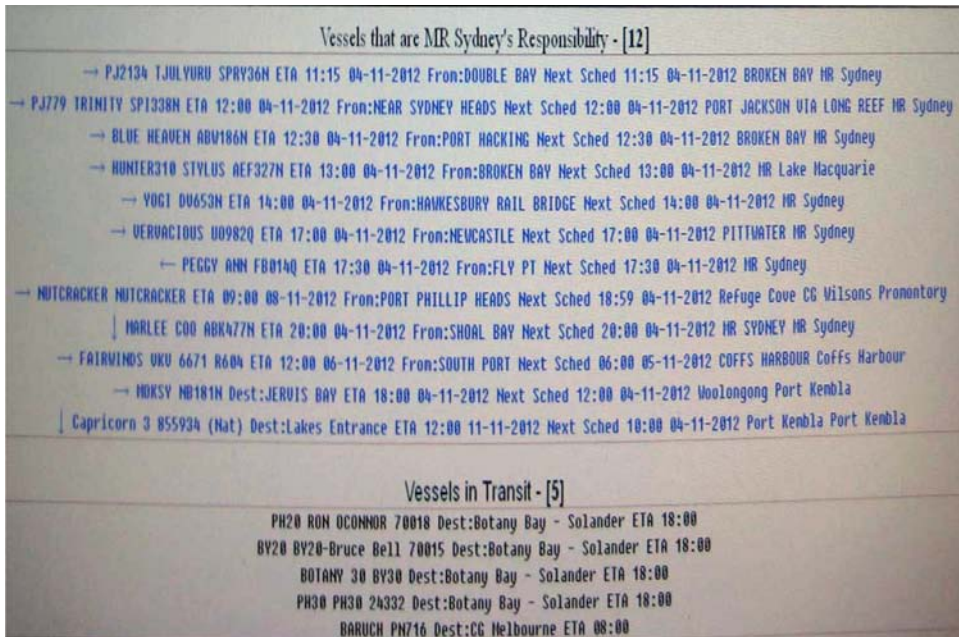 Vessels that are MR Sydney's Responsibility - [12]
→ PJ2134 TJULYURU SPRY36N ETA 11:15 04-11-2012 From:DOUBLE BAY Next Sched 11:15 04-11-2012 BROKEN BAY MR Sydney
→ PJ779 TRINITY SPI338N ETA 12:00 04-11-2012 From:NEAR SYDNEY HEADS Next Sched 12:00 04-11-2012 PORT JACKSON VIA LONG REEF MR Sydney
→ BLUE HEAVEN ABW186N ETA 12:30 04-11-2012 From:PORT HACKING Next Sched 12:30 04-11-2012 BROKEN BAY MR Sydney
→ HUNTER310 STYLUS AEF327N ETA 13:00 04-11-2012 From:BROKEN BAY Next Sched 13:00 04-11-2012 MR Lake Macquarie
→ YOGI DV653N ETA 14:00 04-11-2012 From:HAWKESBURY RAIL BRIDGE Next Sched 14:00 04-11-2012 MR Sydney
→ VERVACIOUS UO982Q ETA 17:00 04-11-2012 From:NEWCASTLE Next Sched 17:00 04-11-2012 PITTWATER MR Sydney
← PEGGY ANN FB014Q ETA 17:30 04-11-2012 From:FLY PT Next Sched 17:30 04-11-2012 MR Sydney
→ NUTCRACKER NUTCRACKER ETA 09:00 08-11-2012 From:PORT PHILLIP HEADS Next Sched 18:59 04-11-2012 Refuge Cove CG Wilsons Promontory
↓ MARLEE COO ABK477N ETA 20:00 04-11-2012 From:SHOAL BAY Next Sched 20:00 04-11-2012 MR SYDNEY MR Sydney
→ FAIRWINDS VKV 6671 R604 ETA 12:00 06-11-2012 From:SOUTH PORT Next Sched 06:00 05-11-2012 COFFS HARBOUR Coffs Harbour
→ MOKSY NB181N Dest:JERVIS BAY ETA 18:00 04-11-2012 Next Sched 12:00 04-11-2012 Woolongong Port Kembla
↓ Capricorn 3 855934 (Nat) Dest:Lakes Entrance ETA 12:00 11-11-2012 Next Sched 10:00 04-11-2012 Port Kembla Port Kembla
Vessels in Transit - [5]
PH20 RON OCONNOR 70018 Dest:Botany Bay - Solander ETA 18:00
BY20 BY20-Bruce Bell 70015 Dest:Botany Bay - Solander ETA 18:00
BOTANY 30 BY30 Dest:Botany Bay - Solander ETA 18:00
PH30 PH30 24332 Dest:Botany Bay - Solander ETA 18:00
BARUCH PN716 Dest:CG Melbourne ETA 08:00